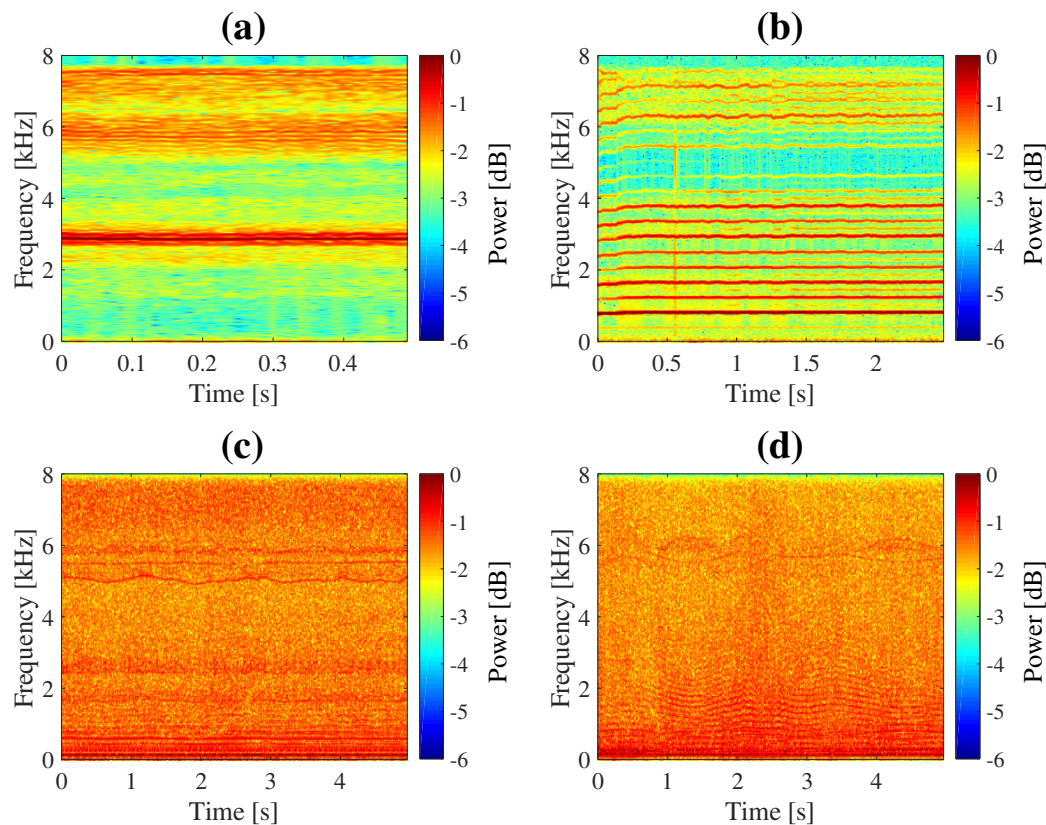 (a)
8
6
4
2
0
Frequency [kHz]
0 0.1 0.2 0.3 0.4
Time [s]
0
-1
-2
-3
-4
-5
-6
Power [dB]
(b)
8
6
4
2
0
Frequency [kHz]
0 0.5 1 1.5 2
Time [s]
0
-1
-2
-3
-4
-5
-6
Power [dB]
(c)
8
6
4
2
0
Frequency [kHz]
0 1 2 3 4
Time [s]
0
-1
-2
-3
-4
-5
-6
Power [dB]
(d)
8
6
4
2
0
Frequency [kHz]
0 1 2 3 4
Time [s]
0
-1
-2
-3
-4
-5
-6
Power [dB]